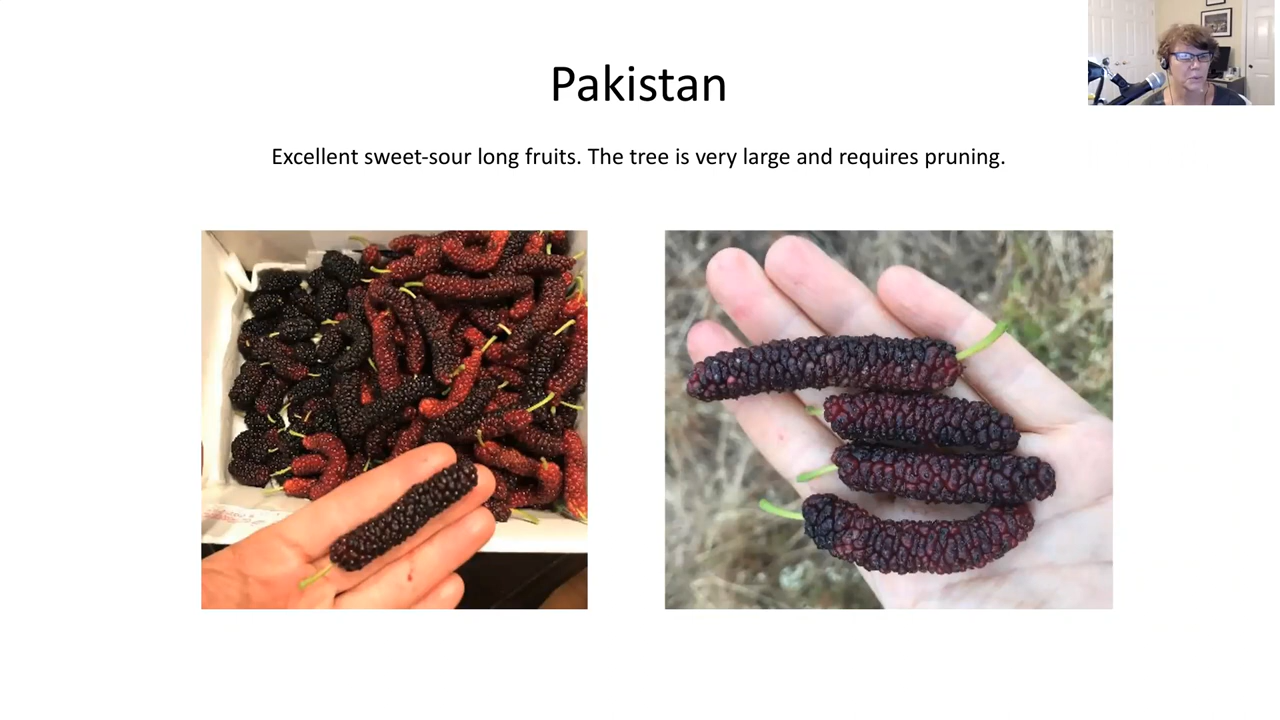 Pakistan
Excellent sweet-sour long fruits. The tree is very large and requires pruning.